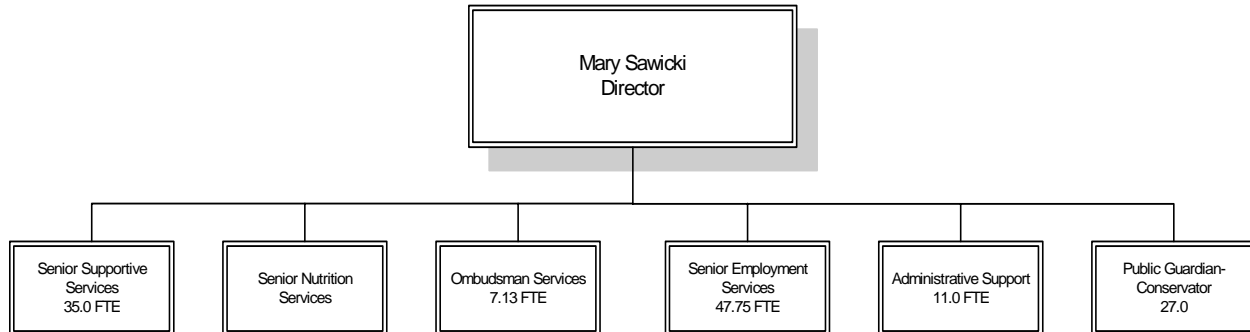 Mary Sawicki
Director
Senior Supportive
Services
35.0 FTE
Senior Nutrition
Services
Ombudsman Services
7.13 FTE
Senior Employment
Services
47.75 FTE
Administrative Support
11.0 FTE
Public Guardian-
Conservator
27.0